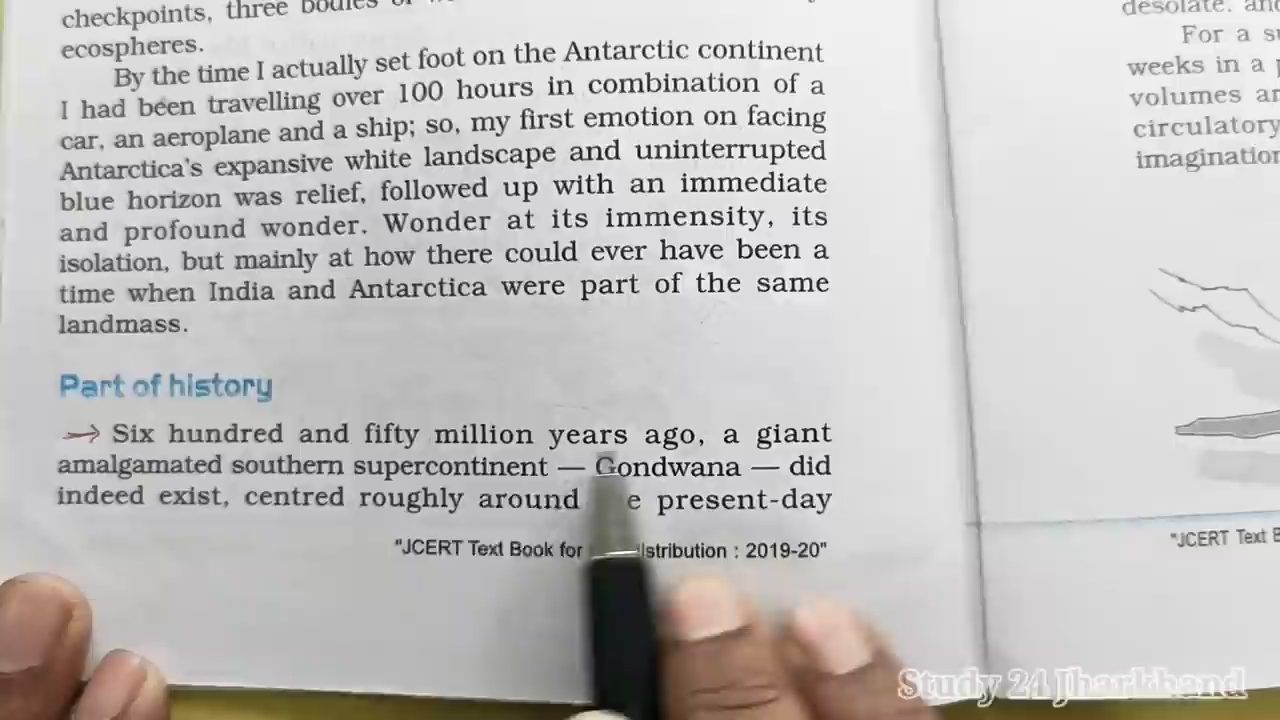 checkpoints, three bodies of
ecospheres.
By the time I actually set foot on the Antarctic continent
I had been travelling over 100 hours in combination of a
car, an aeroplane and a ship; so, my first emotion on facing
Antarctica's expansive white landscape and uninterrupted
blue horizon was relief, followed up with an immediate
and profound wonder. Wonder at its immensity, its
isolation, but mainly at how there could ever have been a
time when India and Antarctica were part of the same
landmass.
Part of history
→ Six hundred and fifty million years ago, a giant
amalgamated southern supercontinent — Gondwana — did
indeed exist, centred roughly around present-day
"JCERT Text Book for : 2019-20"
desolate, and
For a
weeks in a
volumes
circulatory
imagination
"JCERT Text
Study 24 Jharkhand